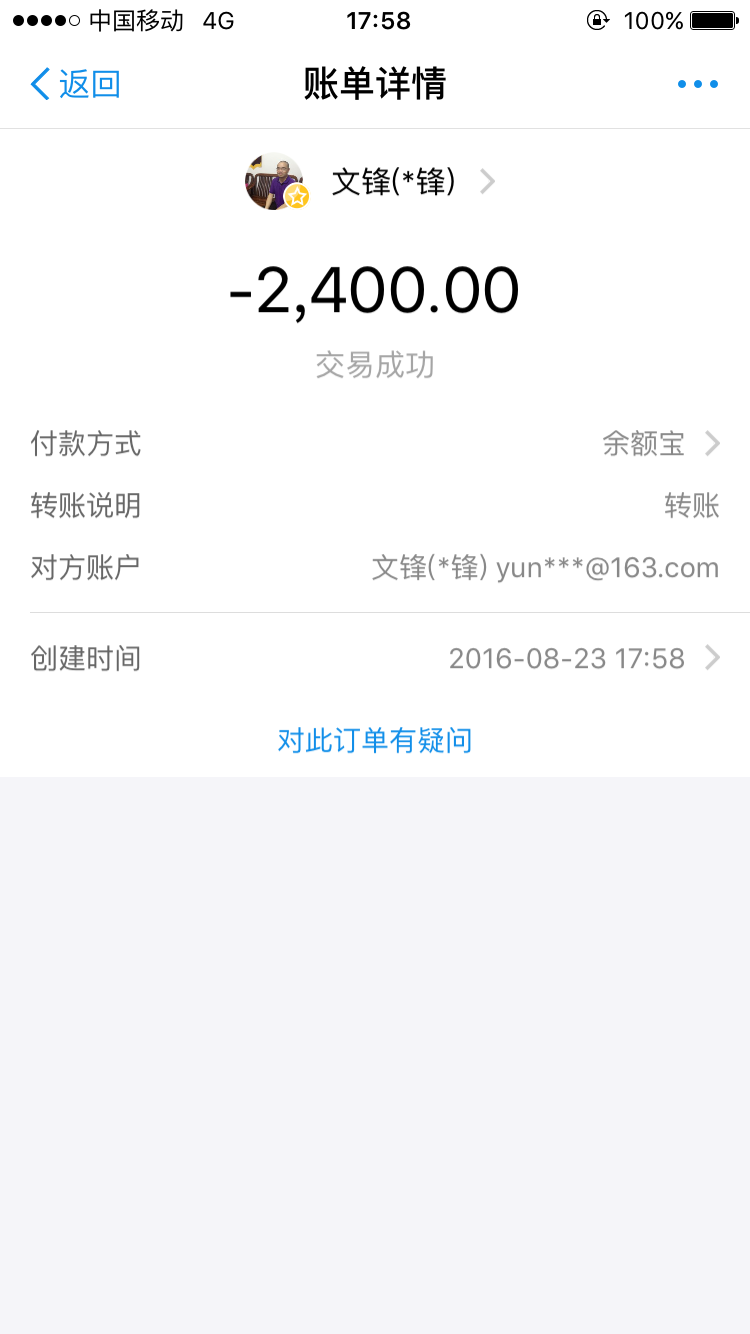 中国移动 4G 17:58 100%
返回 账单详情
文锋(*锋)
-2,400.00
交易成功
付款方式 余额宝
转账说明 转账
对方账户 文锋(*锋) yun***@163.com
创建时间 2016-08-23 17:58
对此订单有疑问